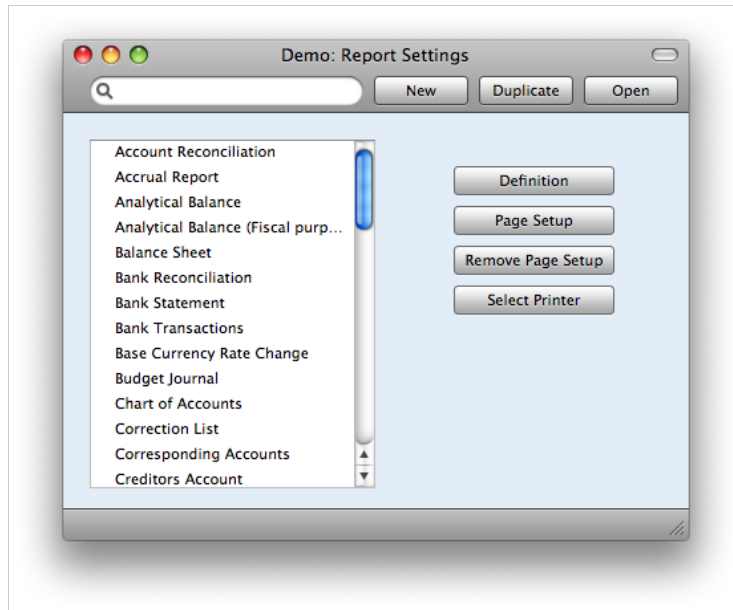 Demo: Report Settings
New Duplicate Open
Account Reconciliation
Accrual Report
Analytical Balance
Analytical Balance (Fiscal purp...
Balance Sheet
Bank Reconciliation
Bank Statement
Bank Transactions
Base Currency Rate Change
Budget Journal
Chart of Accounts
Correction List
Corresponding Accounts
Creditors Account
Definition
Page Setup
Remove Page Setup
Select Printer